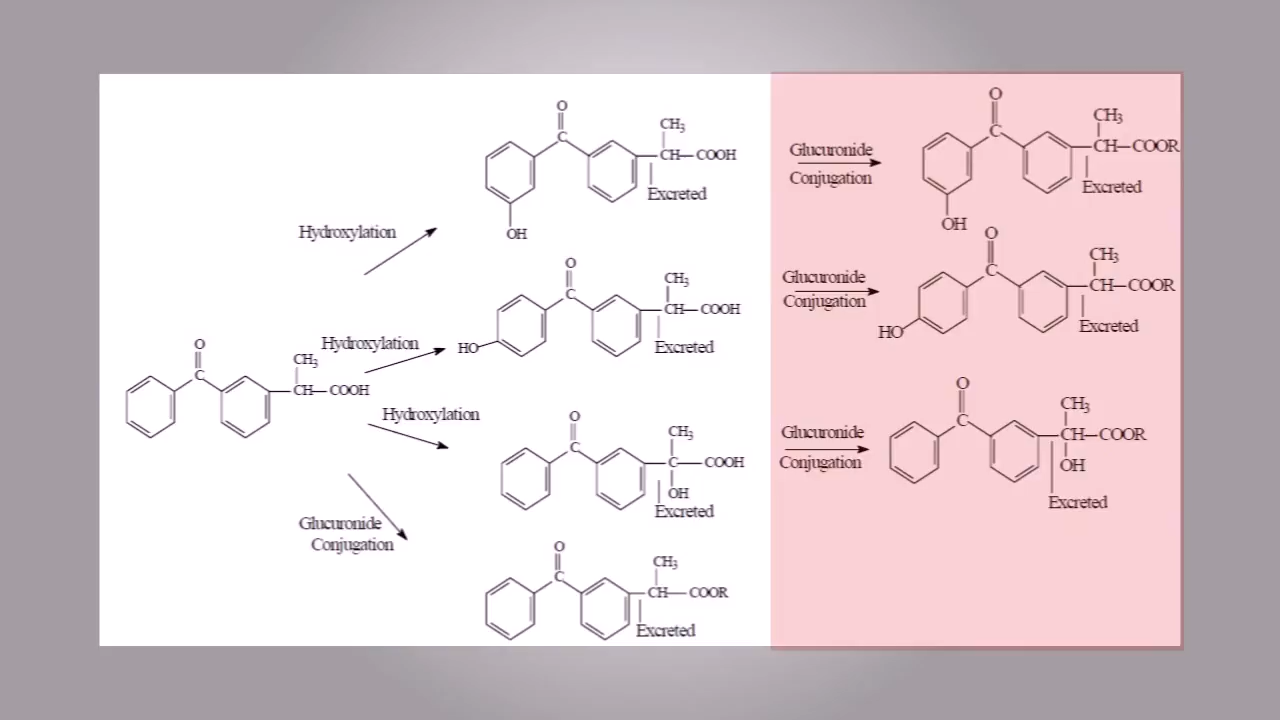 O
C
CH3
CH—COOH
Excreted
OH
Hydroxylation
Glucuronide
Conjugation
O
C
CH3
CH—COOR
Excreted
OH
O
C
CH3
CH—COOH
Excreted
HO
Hydroxylation
Glucuronide
Conjugation
O
C
CH3
CH—COOR
Excreted
HO
O
C
CH3
CH—COOH
Hydroxylation
O
C
CH3
C—COOH
OH
Excreted
Glucuronide
Conjugation
O
C
CH3
CH—COOR
OH
Excreted
Glucuronide
Conjugation
O
C
CH3
CH—COOR
Excreted